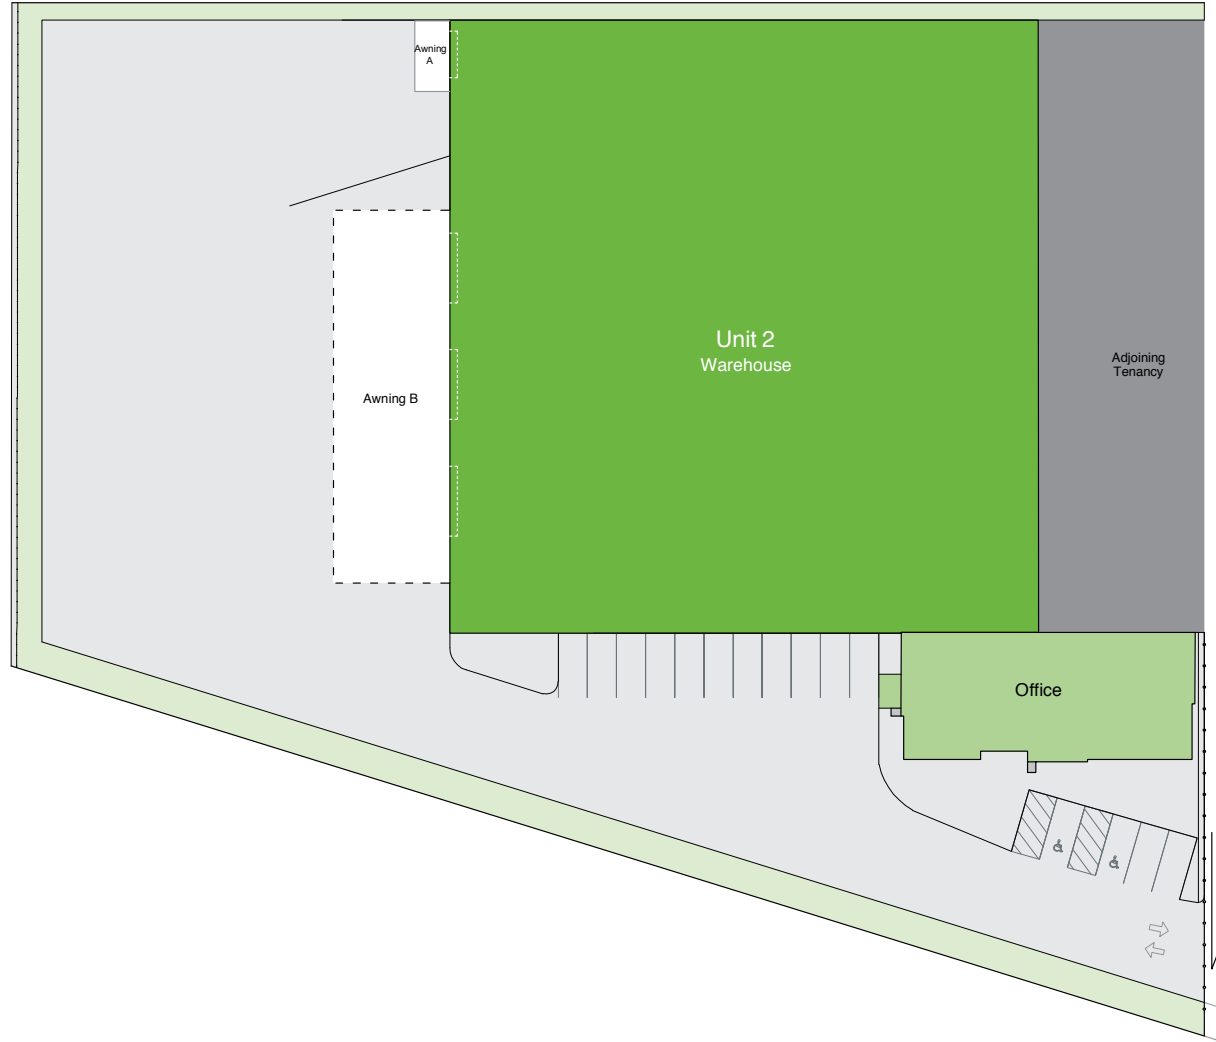 Awning
A
Unit 2
Warehouse
Adjoining
Tenancy
Awning B
Office